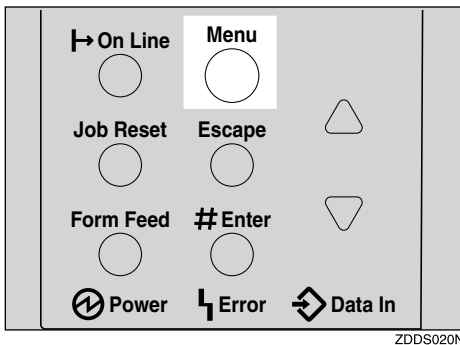 On Line Menu
Job Reset Escape
Form Feed # Enter
Power Error Data In
ZDDS020N